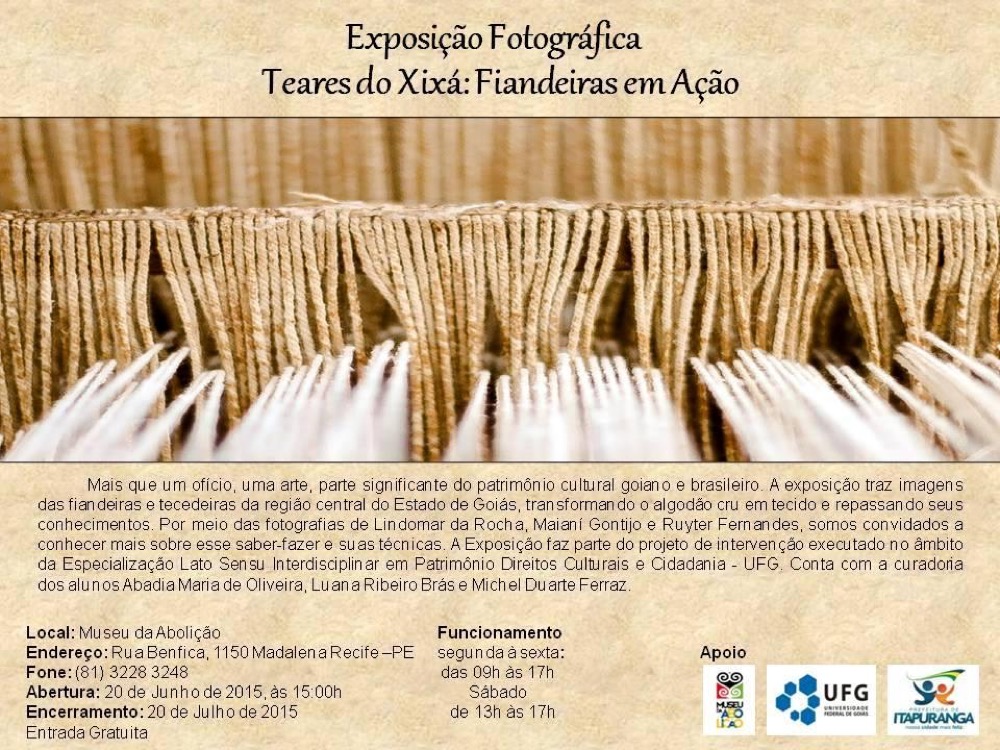 Exposição Fotográfica
Teares do Xixá: Fiandeiras em Ação
Mais que um ofício, uma arte, parte significante do patrimônio cultural goiano e brasileiro. A exposição traz imagens
das fiandeiras e tecedeiras da região central do Estado de Goiás, transformando o algodão cru em tecido e repassando seus
conhecimentos. Por meio das fotografias de Lindomar da Rocha, Maianí Gontijo e Ruyter Fernandes, somos convidados a
conhecer mais sobre esse saber-fazer e suas técnicas. A Exposição faz parte do projeto de intervenção executado no âmbito
da Especialização Lato Sensu Interdisciplinar em Patrimônio Direitos Culturais e Cidadania - UFG. Conta com a curadoria
dos alunos Abadia Maria de Oliveira, Luana Ribeiro Brás e Michel Duarte Ferraz.
Local: Museu da Abolição
Endereço: Rua Benfica, 1150 Madalena Recife –PE
Fone: (81) 3228 3248
Abertura: 20 de Junho de 2015, às 15:00h
Encerramento: 20 de Julho de 2015
Entrada Gratuita
Funcionamento
segunda à sexta:
das 09h às 17h
Sábado
de 13h às 17h
Apoio
MUSEU
DA ABO
LIÇÃO
UFG
UNIVERSIDADE
FEDERAL DE GOIÁS
PREFEITURA DE
ITAPURANGA
nossa cidade mais feliz